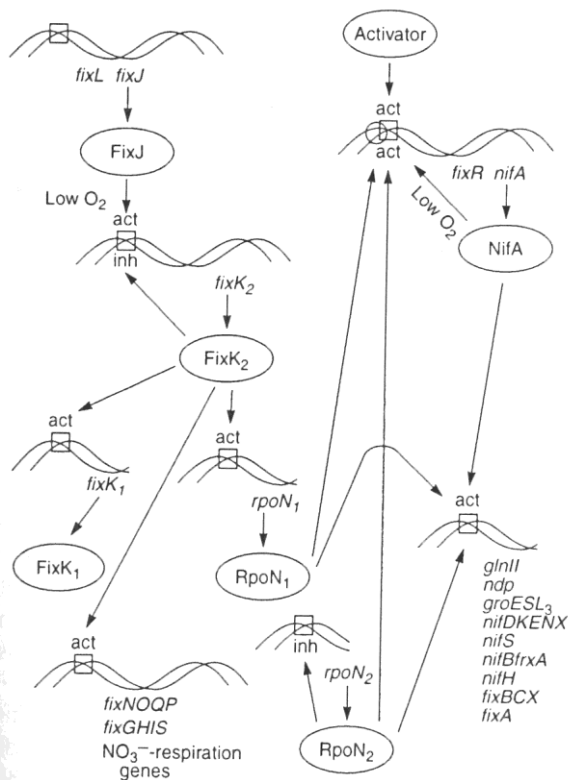 fixL fixJ
FixJ
Low O₂
act
inh
fixK₂
FixK₂
act
fixK₁
FixK₁
act
rpoN₁
RpoN₁
act
fixNOQP
fixGHIS
NO₃⁻-respiration
genes
inh
rpoN₂
RpoN₂
Activator
act
act
fixR nifA
Low O₂
NifA
act
glnII
ndp
groESL₃
nifDKENX
nifS
nifBfrxA
nifH
fixBCX
fixA